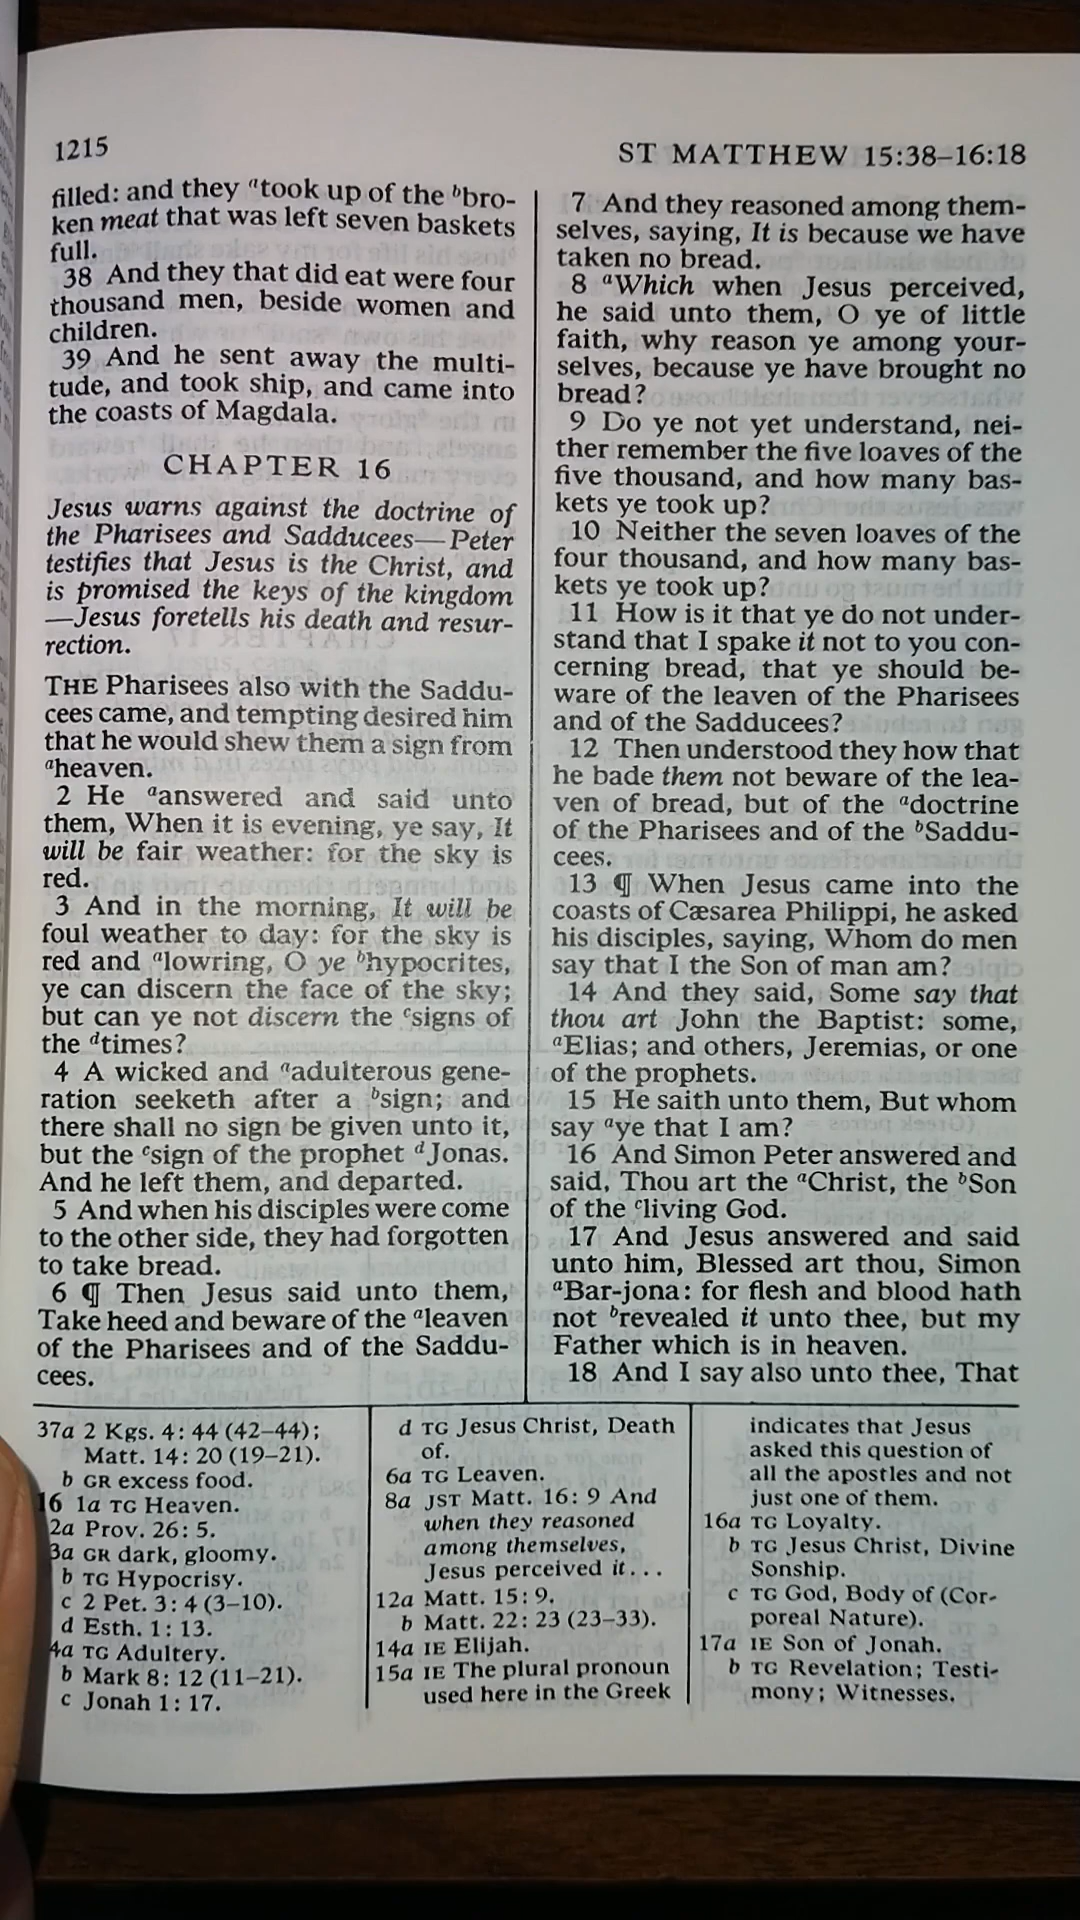 1215
ST MATTHEW 15:38–16:18
filled: and they ᵃtook up of the ᵇbro-
ken meat that was left seven baskets
full.
38 And they that did eat were four
thousand men, beside women and
children.
39 And he sent away the multi-
tude, and took ship, and came into
the coasts of Magdala.
CHAPTER 16
Jesus warns against the doctrine of
the Pharisees and Sadducees—Peter
testifies that Jesus is the Christ, and
is promised the keys of the kingdom
—Jesus foretells his death and resur-
rection.
THE Pharisees also with the Saddu-
cees came, and tempting desired him
that he would shew them a sign from
ᵃheaven.
2 He ᵃanswered and said unto
them, When it is evening, ye say, It
will be fair weather: for the sky is
red.
3 And in the morning, It will be
foul weather to day: for the sky is
red and ᵃlowring, O ye ᵇhypocrites,
ye can discern the face of the sky;
but can ye not discern the ᶜsigns of
the ᵈtimes?
4 A wicked and ᵃadulterous gene-
ration seeketh after a ᵇsign; and
there shall no sign be given unto it,
but the ᶜsign of the prophet ᵈJonas.
And he left them, and departed.
5 And when his disciples were come
to the other side, they had forgotten
to take bread.
6 ¶ Then Jesus said unto them,
Take heed and beware of the ᵃleaven
of the Pharisees and of the Saddu-
cees.
7 And they reasoned among them-
selves, saying, It is because we have
taken no bread.
8 ᵃWhich when Jesus perceived,
he said unto them, O ye of little
faith, why reason ye among your-
selves, because ye have brought no
bread?
9 Do ye not yet understand, nei-
ther remember the five loaves of the
five thousand, and how many bas-
kets ye took up?
10 Neither the seven loaves of the
four thousand, and how many bas-
kets ye took up?
11 How is it that ye do not under-
stand that I spake it not to you con-
cerning bread, that ye should be-
ware of the leaven of the Pharisees
and of the Sadducees?
12 Then understood they how that
he bade them not beware of the lea-
ven of bread, but of the ᵃdoctrine
of the Pharisees and of the ᵇSaddu-
cees.
13 ¶ When Jesus came into the
coasts of Cæsarea Philippi, he asked
his disciples, saying, Whom do men
say that I the Son of man am?
14 And they said, Some say that
thou art John the Baptist: some,
ᵃElias; and others, Jeremias, or one
of the prophets.
15 He saith unto them, But whom
say ᵃye that I am?
16 And Simon Peter answered and
said, Thou art the ᵃChrist, the ᵇSon
of the ᶜliving God.
17 And Jesus answered and said
unto him, Blessed art thou, Simon
ᵃBar-jona: for flesh and blood hath
not ᵇrevealed it unto thee, but my
Father which is in heaven.
18 And I say also unto thee, That
37a 2 Kgs. 4:44 (42–44);
Matt. 14:20 (19–21).
b GR excess food.
16 1a TG Heaven.
2a Prov. 26:5.
3a GR dark, gloomy.
b TG Hypocrisy.
c 2 Pet. 3:4 (3–10).
d Esth. 1:13.
4a TG Adultery.
b Mark 8:12 (11–21).
c Jonah 1:17.
d TG Jesus Christ, Death
of.
6a TG Leaven.
8a JST Matt. 16:9 And
when they reasoned
among themselves,
Jesus perceived it...
12a Matt. 15:9.
b Matt. 22:23 (23–33).
14a IE Elijah.
15a IE The plural pronoun
used here in the Greek
indicates that Jesus
asked this question of
all the apostles and not
just one of them.
16a TG Loyalty.
b TG Jesus Christ, Divine
Sonship.
c TG God, Body of (Cor-
poreal Nature).
17a IE Son of Jonah.
b TG Revelation; Testi-
mony; Witnesses.